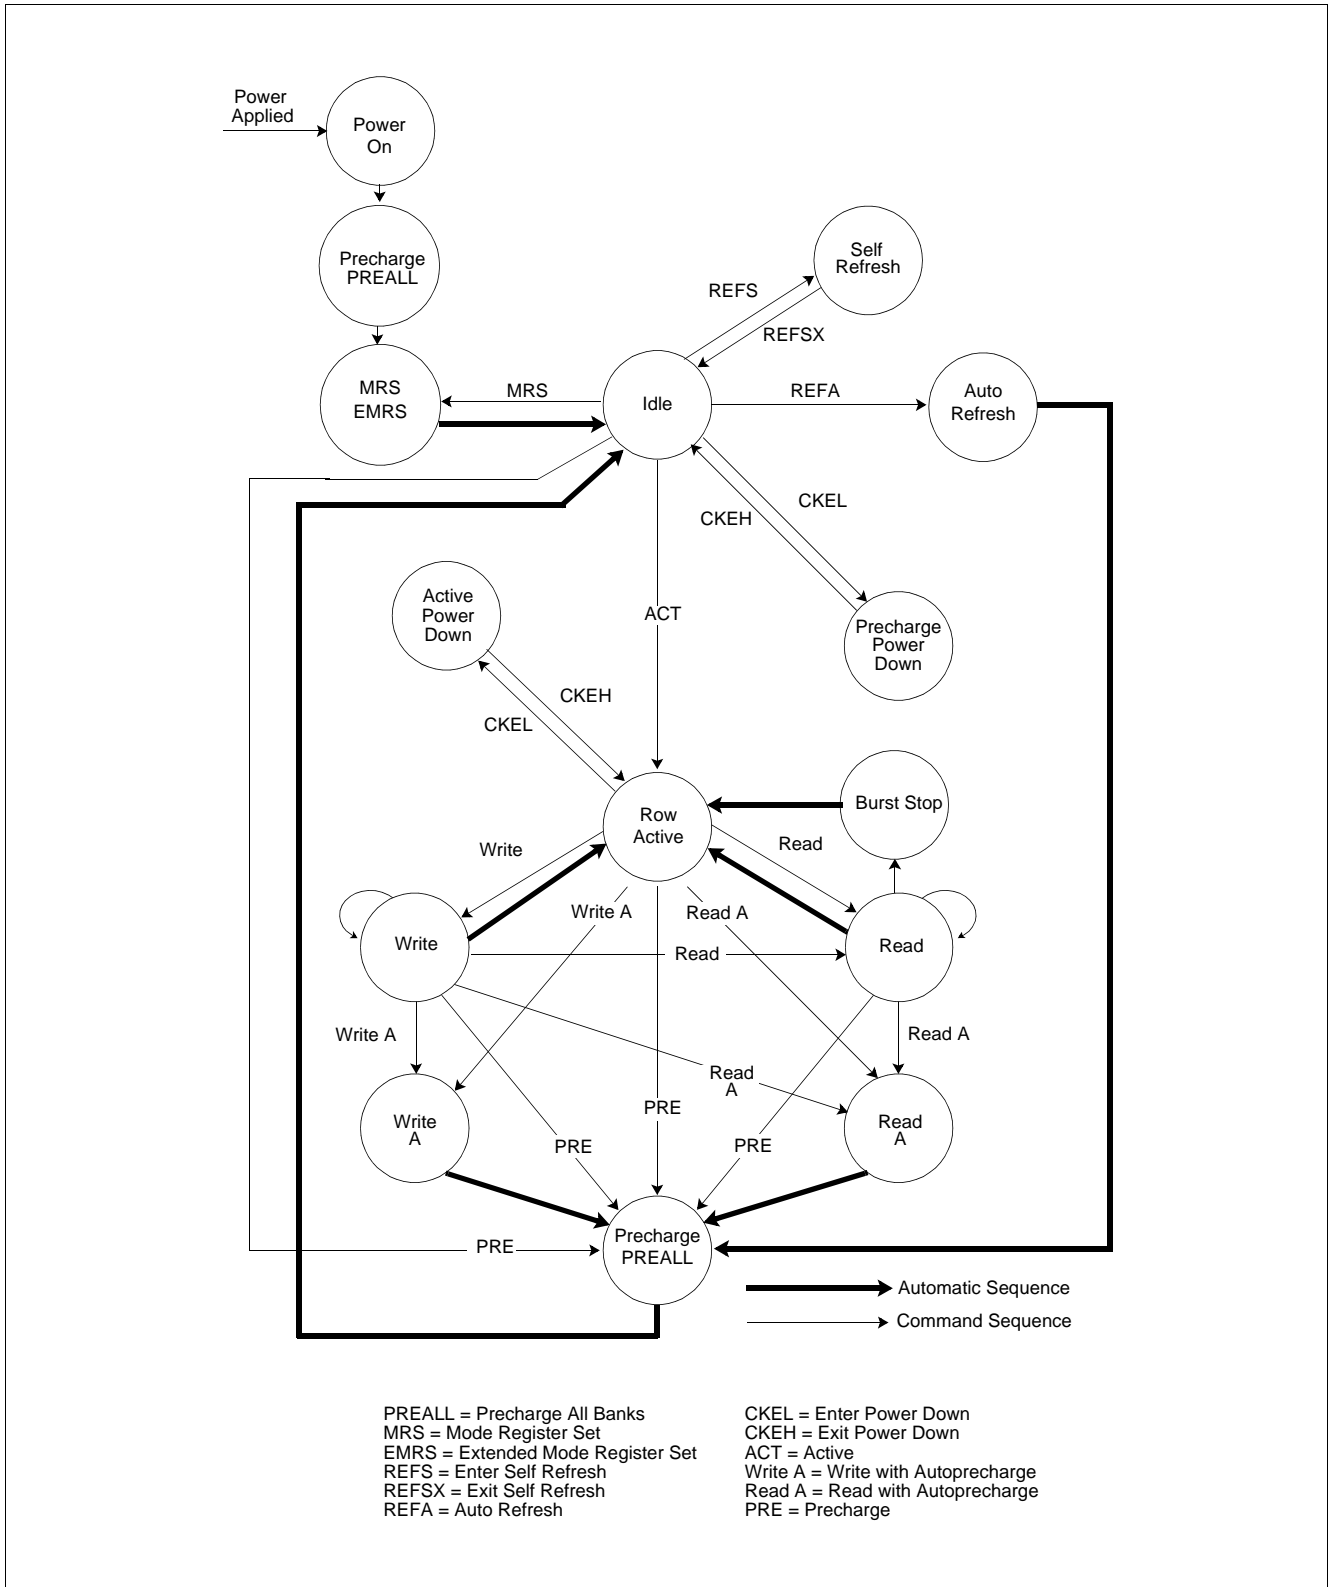 Power
Applied
Power
On
Precharge
PREALL
Self
Refresh
REFS
REFSX
MRS
EMRS
MRS
Idle
REFA
Auto
Refresh
CKEL
CKEH
Active
Power
Down
ACT
Precharge
Power
Down
CKEH
CKEL
Burst Stop
Row
Active
Write
Read
Write A
Read A
Write
Read
Read
Write A
Read A
Read
A
PRE
Write
A
Read
A
PRE
PRE
Precharge
PREALL
PRE
Automatic Sequence
Command Sequence
PREALL = Precharge All Banks
MRS = Mode Register Set
EMRS = Extended Mode Register Set
REFS = Enter Self Refresh
REFSX = Exit Self Refresh
REFA = Auto Refresh
CKEL = Enter Power Down
CKEH = Exit Power Down
ACT = Active
Write A = Write with Autoprecharge
Read A = Read with Autoprecharge
PRE = Precharge